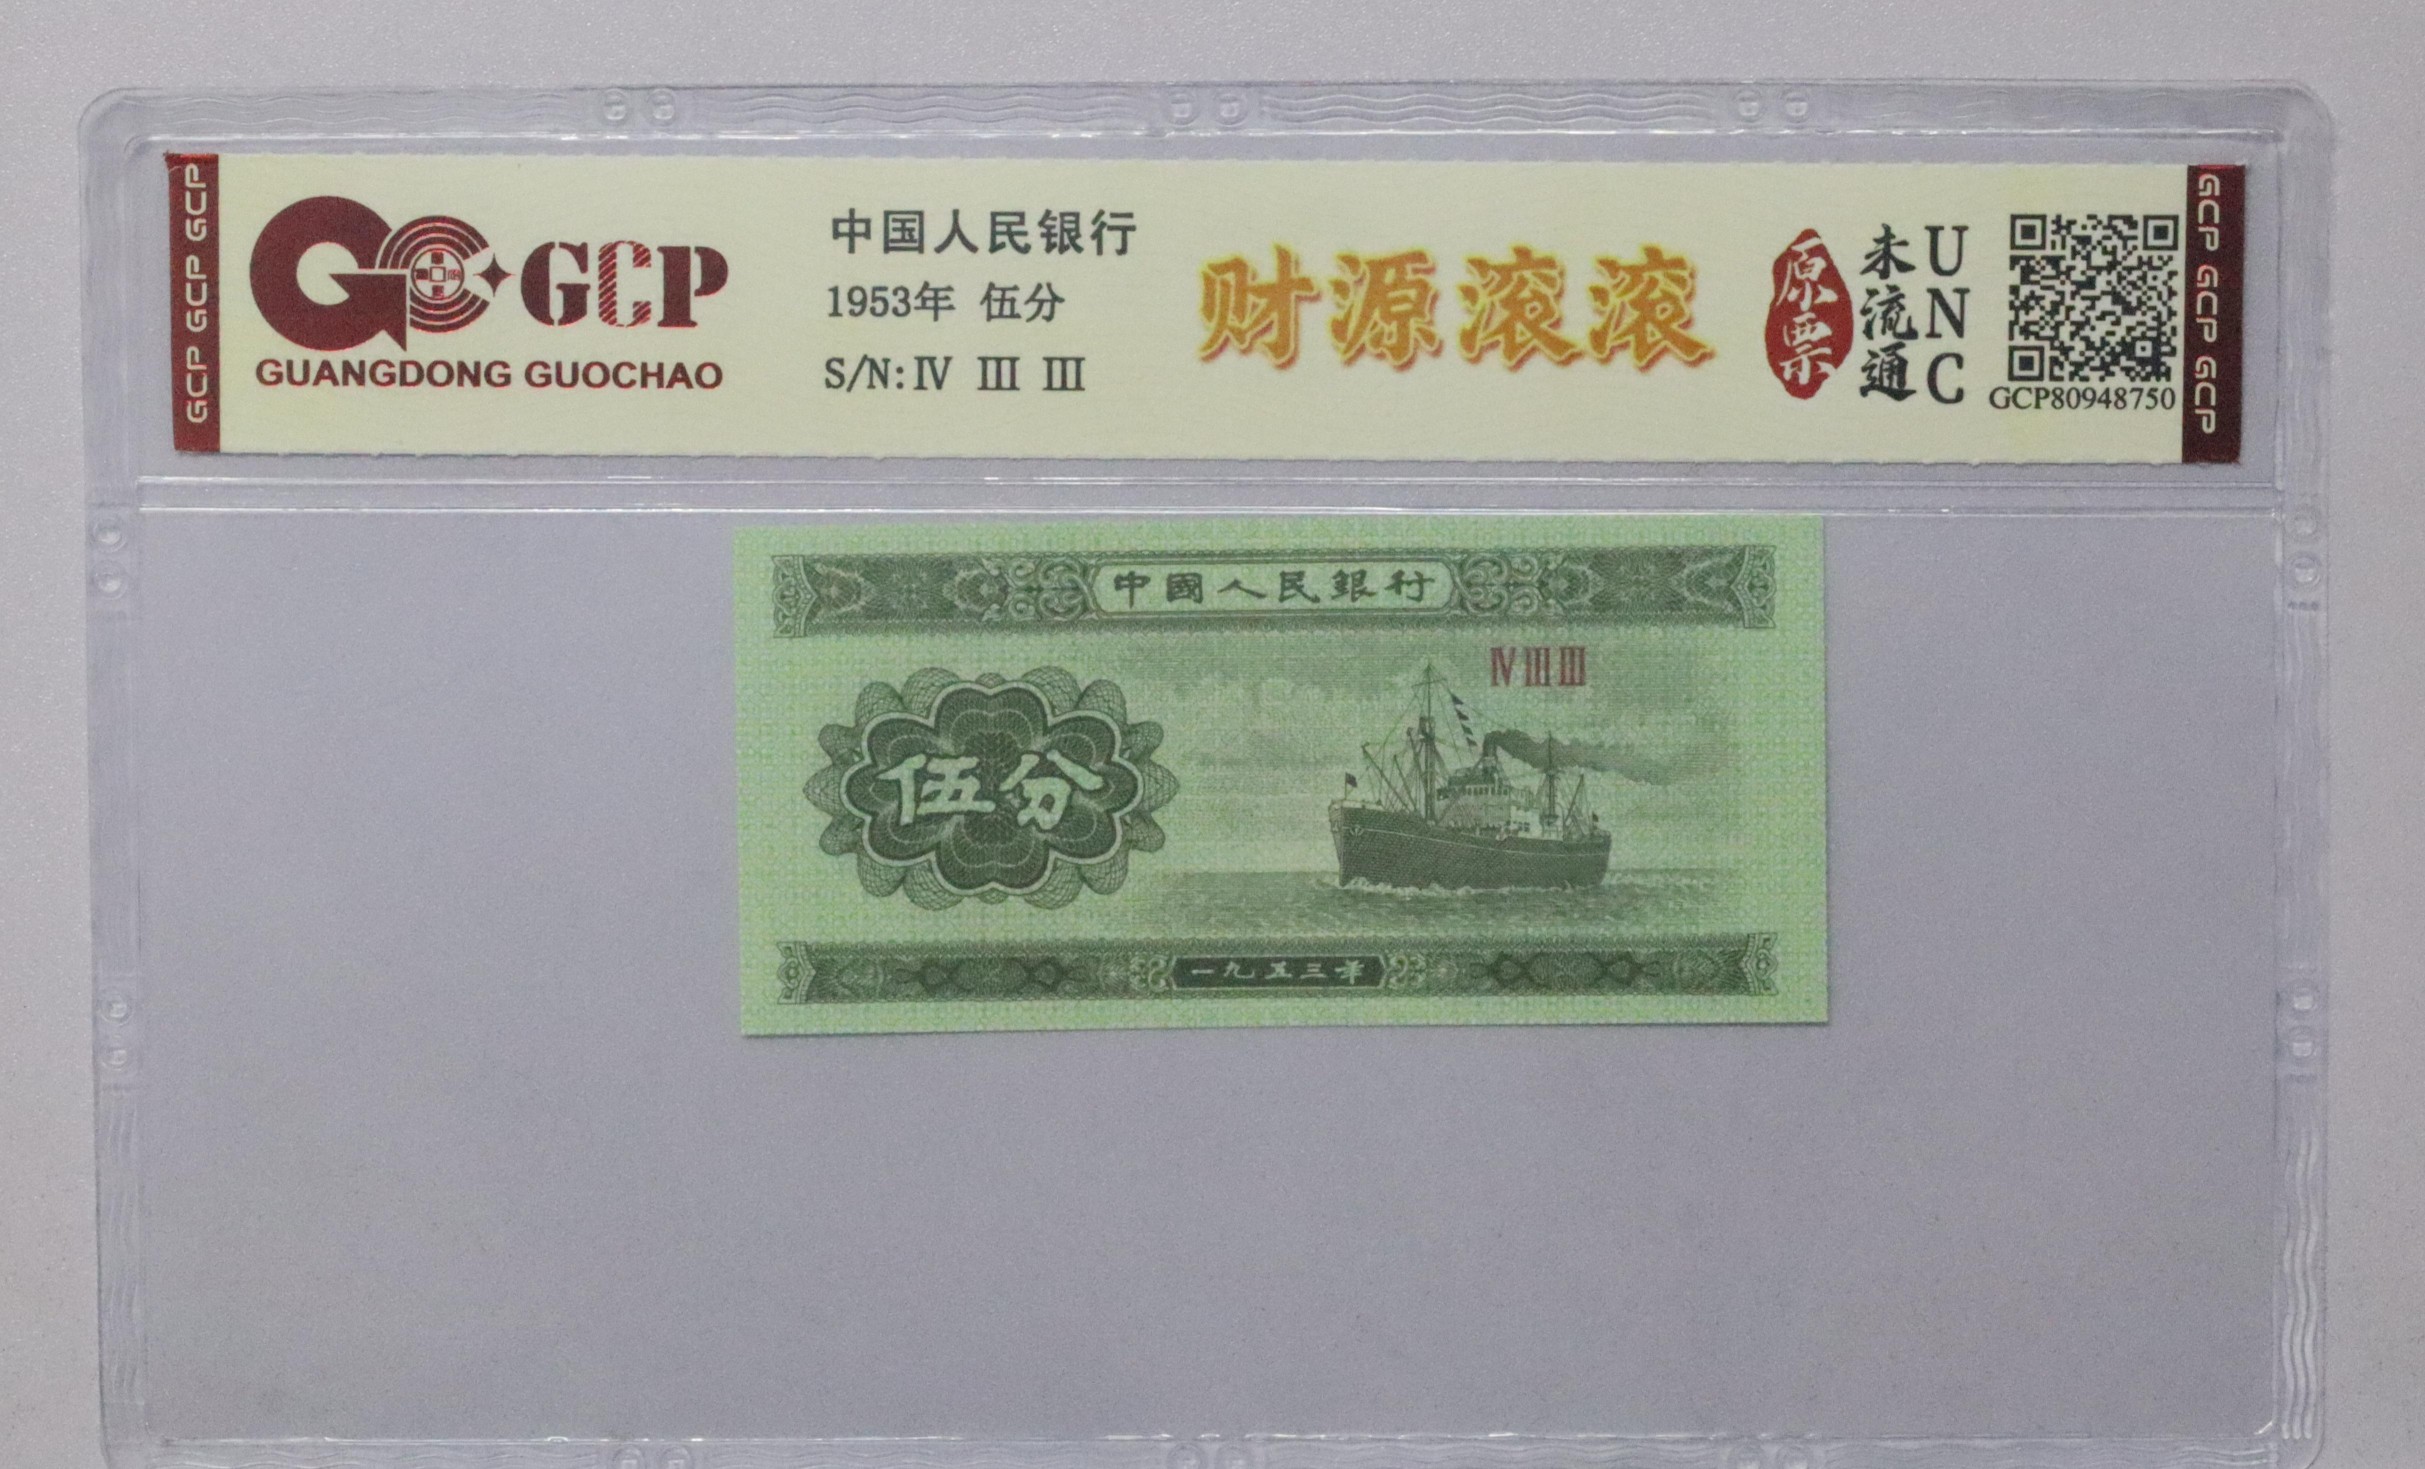 GCP GCP GCP
GCP
GUANGDONG GUOCHAO
中国人民银行
1953年 伍分
S/N:Ⅳ Ⅲ Ⅲ
财源滚滚
原票
未流通
UNC
GCP80948750
GCP GCP GCP
中國人民銀行
Ⅳ Ⅲ Ⅲ
伍分
一九五三年